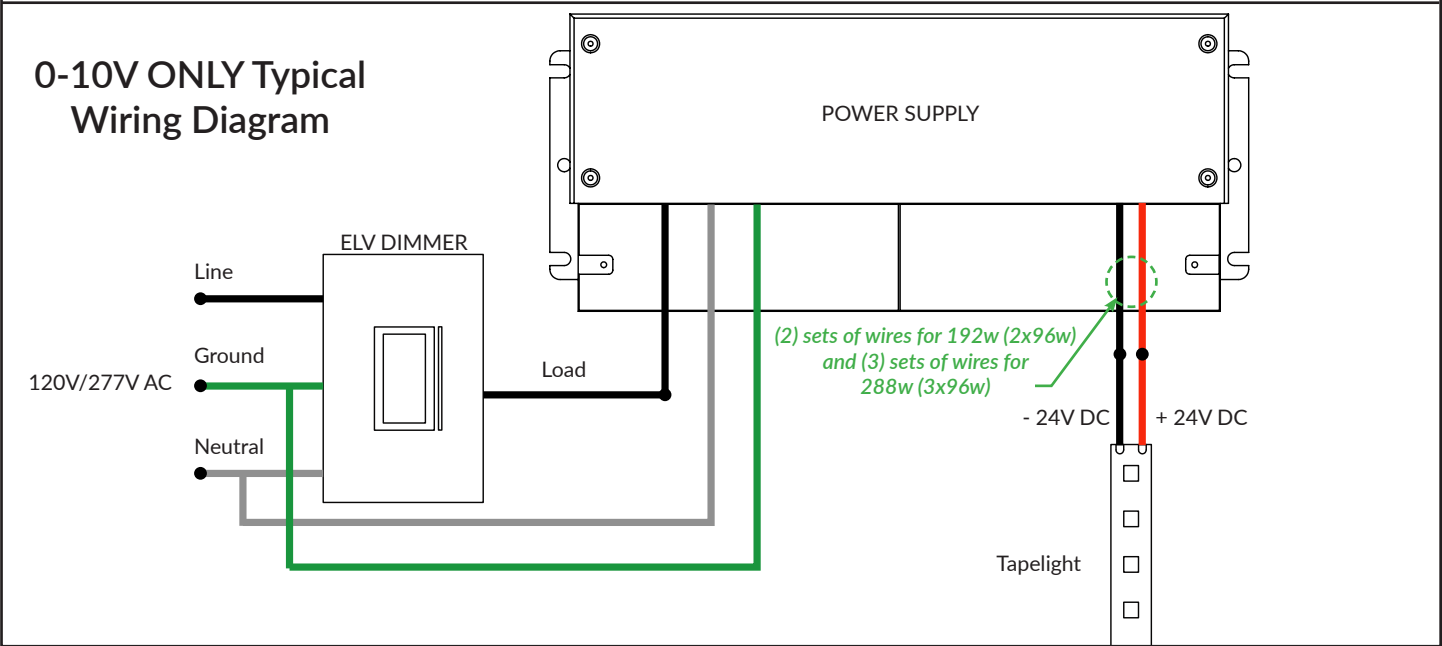 0-10V ONLY Typical
Wiring Diagram
POWER SUPPLY
ELV DIMMER
Line
Ground
120V/277V AC
Neutral
Load
(2) sets of wires for 192w (2x96w)
and (3) sets of wires for
288w (3x96w)
- 24V DC
+ 24V DC
Tapelight